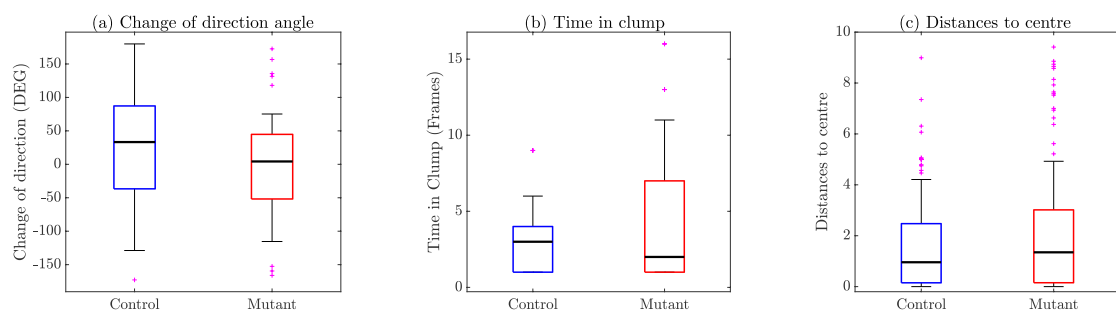 (a) Change of direction angle
Change of direction (DEG)
150
100
50
0
-50
-100
-150
Control
Mutant
(b) Time in clump
Time in Clump (Frames)
15
10
5
0
Control
Mutant
(c) Distances to centre
Distances to centre
10
8
6
4
2
0
Control
Mutant